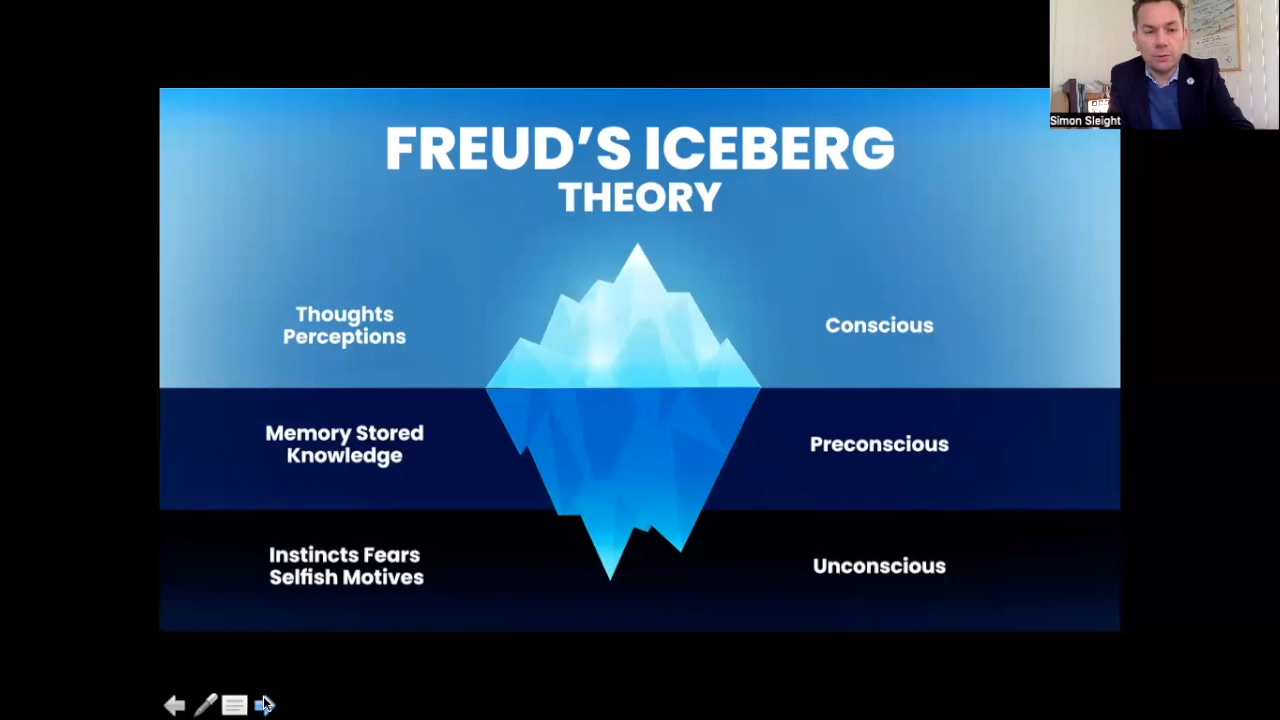 Simon Sleight
FREUD'S ICEBERG
THEORY
Thoughts
Perceptions
Conscious
Memory Stored
Knowledge
Preconscious
Instincts Fears
Selfish Motives
Unconscious